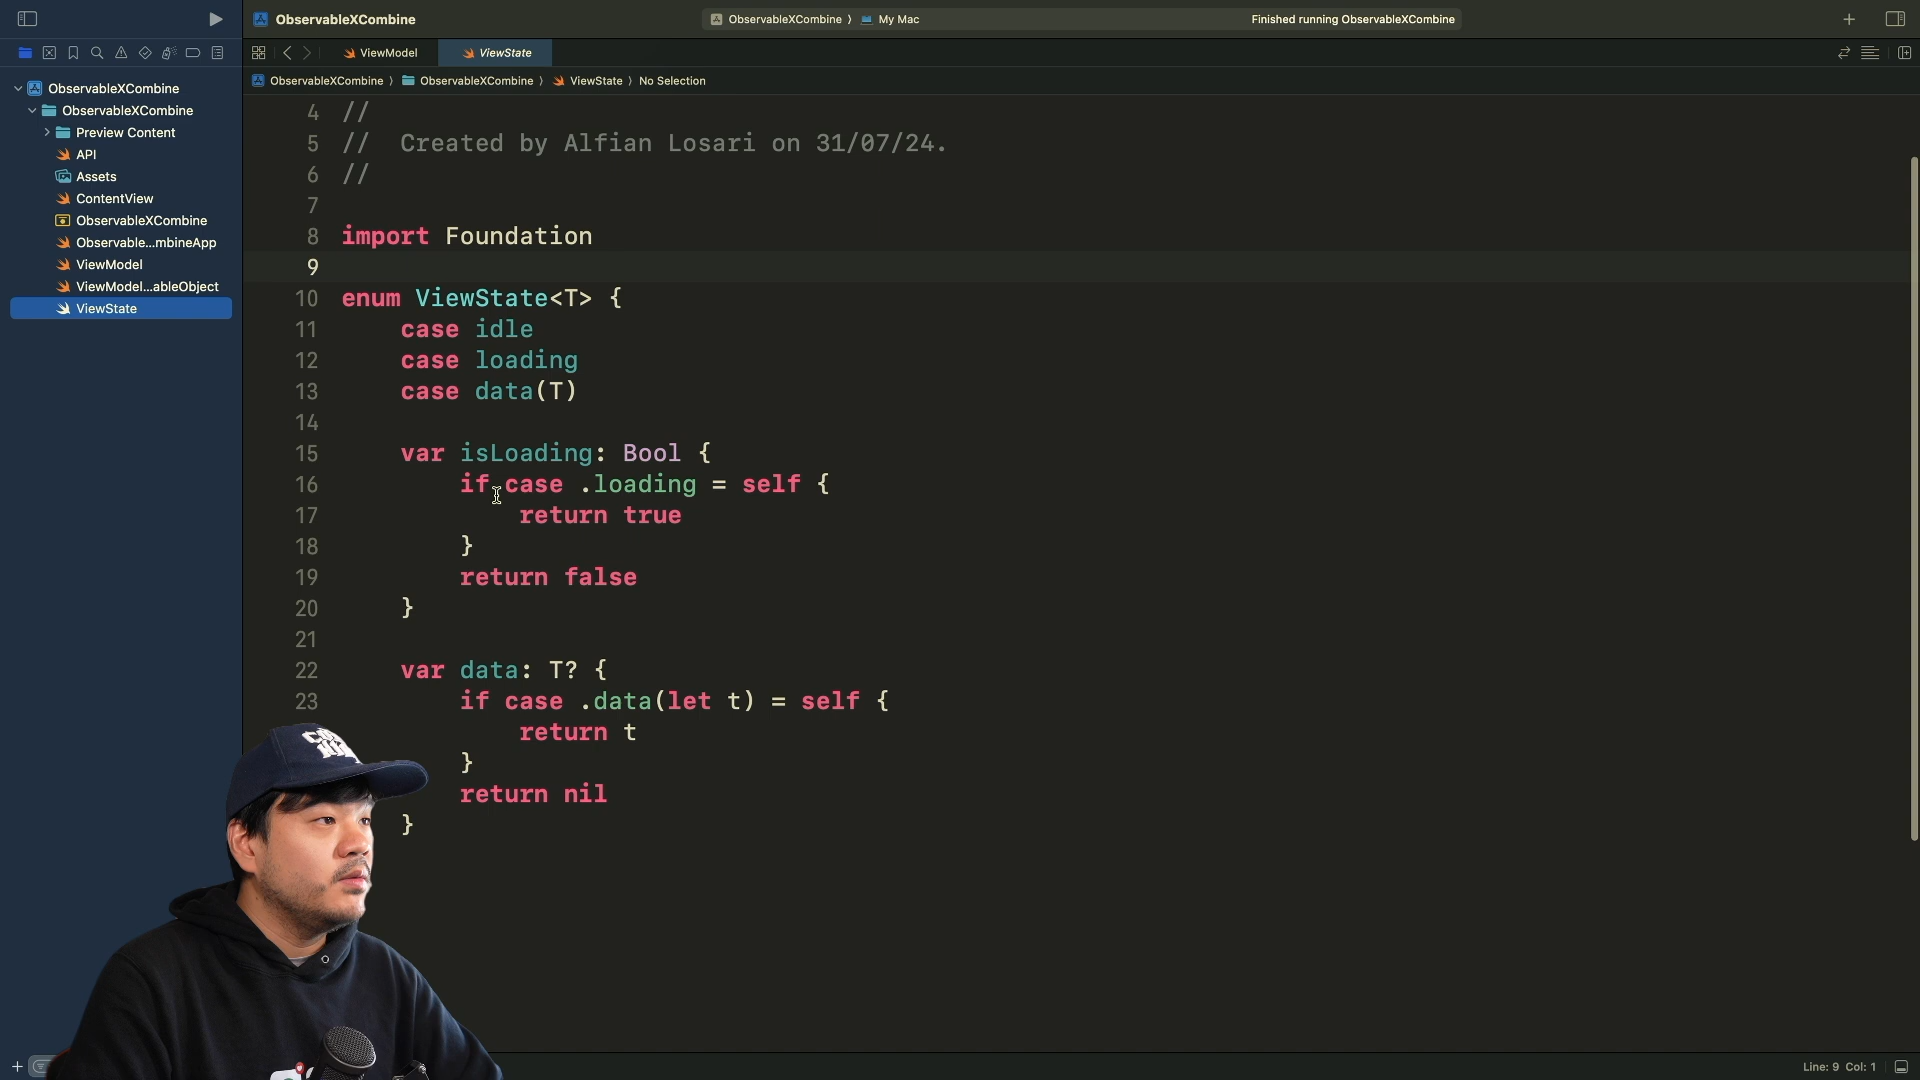 ObservableXCombine
ObservableXCombine 〉 My Mac
Finished running ObservableXCombine
ViewModel
ViewState
ObservableXCombine 〉 ObservableXCombine 〉 ViewState 〉 No Selection
ObservableXCombine
ObservableXCombine
Preview Content
API
Assets
ContentView
ObservableXCombine
Observable...mbineApp
ViewModel
ViewModel...ableObject
ViewState
4 //
5 //  Created by Alfian Losari on 31/07/24.
6 //
7
8 import Foundation
9
10 enum ViewState<T> {
11     case idle
12     case loading
13     case data(T)
14
15     var isLoading: Bool {
16         if case .loading = self {
17             return true
18         }
19         return false
20     }
21
22     var data: T? {
23         if case .data(let t) = self {
return t
}
return nil
}
Line: 9 Col: 1